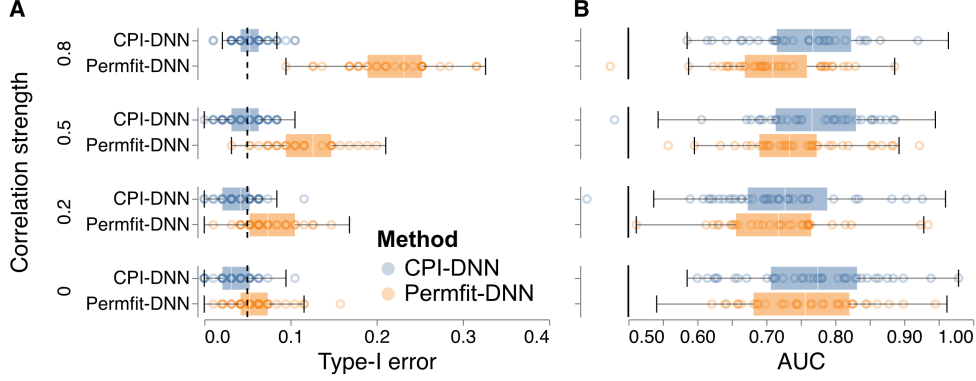 A
B
Correlation strength
0.8
CPI-DNN
Permfit-DNN
0.5
CPI-DNN
Permfit-DNN
0.2
CPI-DNN
Permfit-DNN
0
CPI-DNN
Permfit-DNN
Method
CPI-DNN
Permfit-DNN
0.0 0.1 0.2 0.3 0.4
Type-I error
0.50 0.60 0.70 0.80 0.90 1.00
AUC